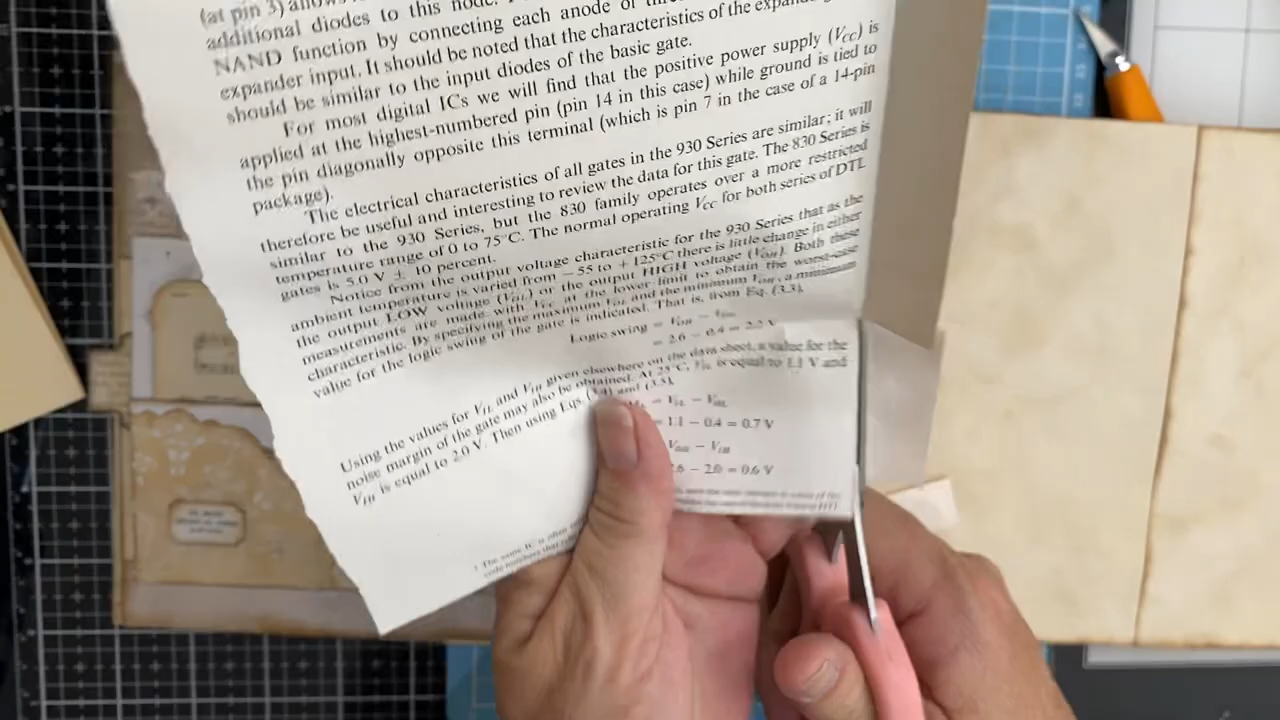 (at pin 3)
additional diodes to this node.
NAND function by connecting each anode of
expander input. It should be noted that the characteristics of the
should be similar to the input diodes of the basic gate.
For most digital ICs we will find that the positive power supply (VCC) is
applied at the highest-numbered pin (pin 14 in this case) while ground is tied to
the pin diagonally opposite this terminal (which is pin 7 in the case of a 14-pin
package).
The electrical characteristics of all gates in the 930 Series are similar; it will
therefore be useful and interesting to review the data for this gate. The 830 Series is
similar to the 930 Series, but the 830 family operates over a more restricted
temperature range of 0 to 75°C. The normal operating VCC for both series of DTL
gates is 5.0 V ± 10 percent.
Notice from the output voltage characteristic for the 930 Series that as the
ambient temperature is varied from −55 to +125°C there is little change in either
the output LOW voltage (VOL) or the output HIGH voltage (VOH). Both these
measurements are made with VCC at the lower limit to obtain the worst-case
characteristic. By specifying the maximum VOL and the minimum VOH, a minimum
value for the logic swing of the gate is indicated. That is, from Eq. (3.3),
Logic swing = VOH − VOL
= 2.6 − 0.4 = 2.2 V
Using the values for VIL and VIH given elsewhere on the data sheet, a value for the
noise margin of the gate may also be obtained. At 25°C, VIL is equal to 1.1 V and
VIH is equal to 2.0 V. Then using Eqs. (3.4) and (3.5),
= VIL − VOL
= 1.1 − 0.4 = 0.7 V
VOH − VIH
− 2.0 = 0.6 V
The same IC is often
code numbers that